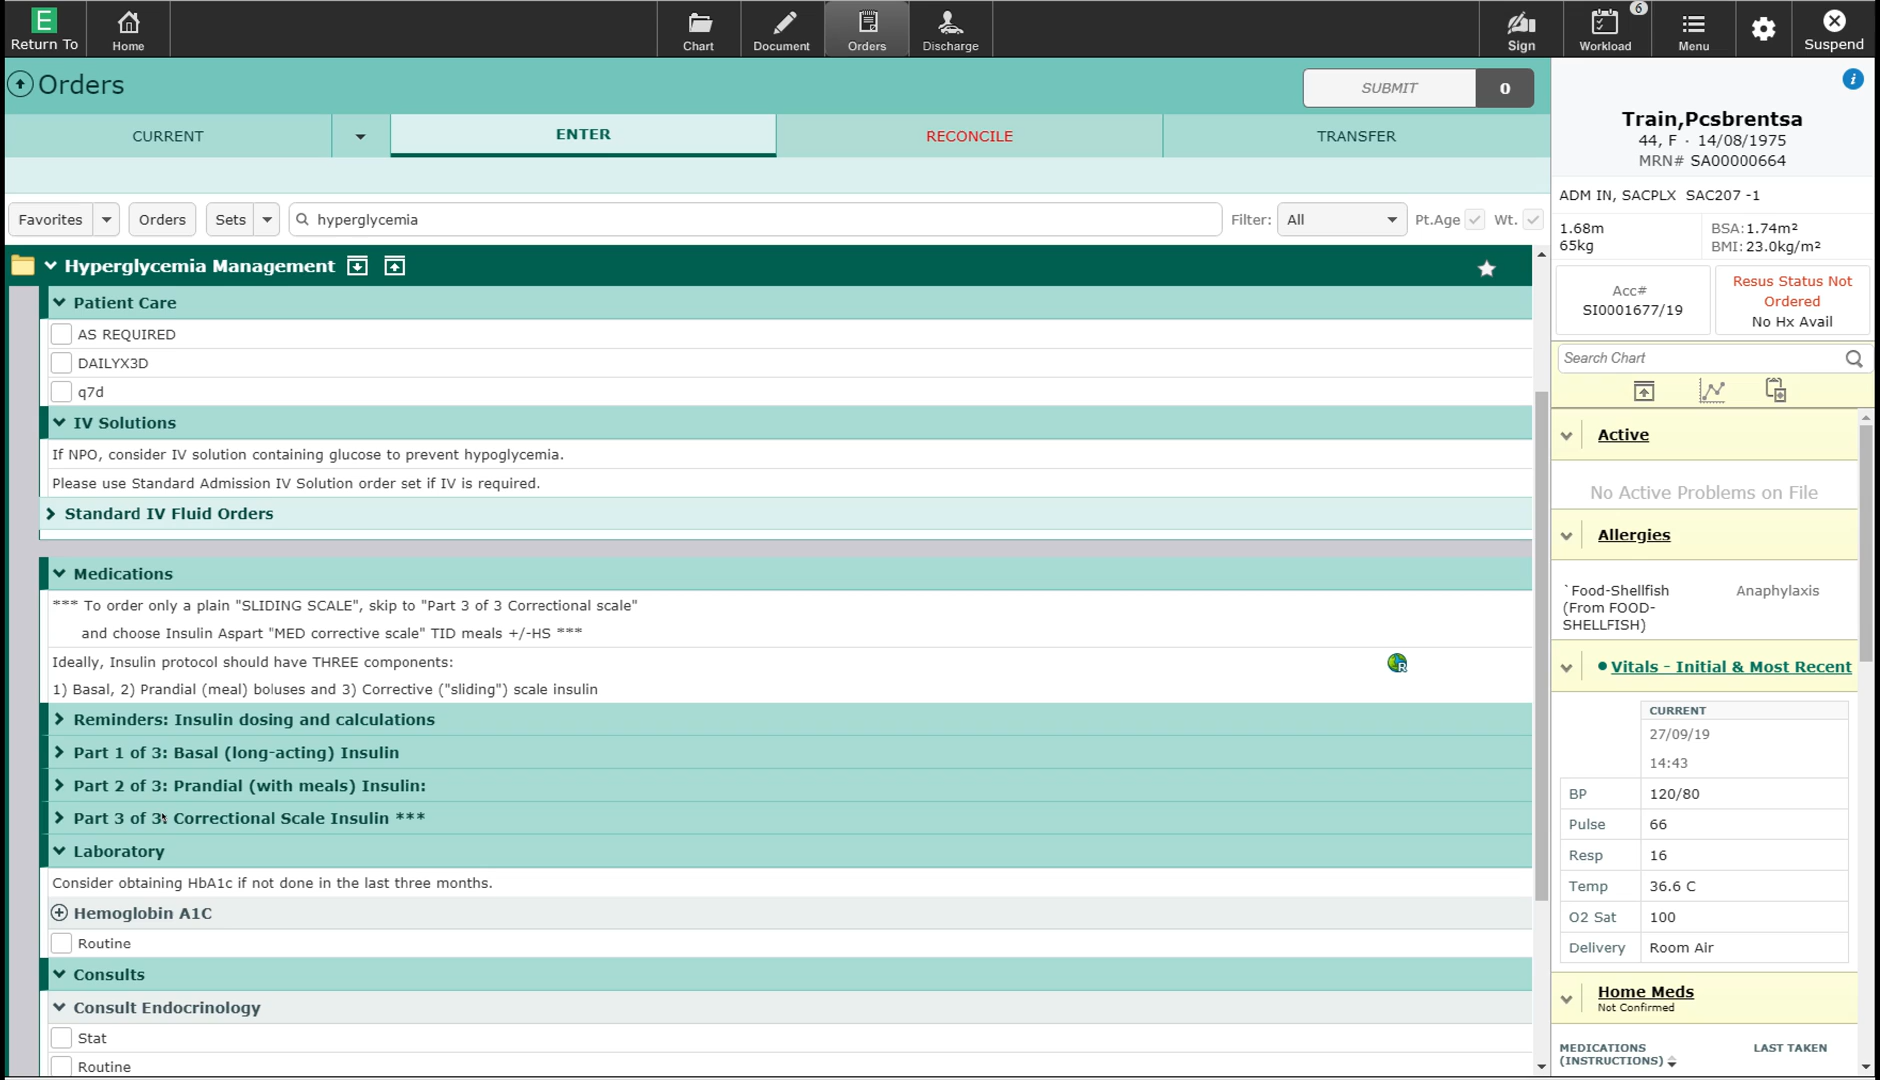 E
Return To
Home
Chart
Document
Orders
Discharge
Sign
6
Workload
Menu
Suspend
Orders
SUBMIT 0
CURRENT
ENTER
RECONCILE
TRANSFER
Favorites
Orders
Sets
hyperglycemia
Filter: All
Pt.Age
Wt.
Hyperglycemia Management
Patient Care
AS REQUIRED
DAILYX3D
q7d
IV Solutions
If NPO, consider IV solution containing glucose to prevent hypoglycemia.
Please use Standard Admission IV Solution order set if IV is required.
Standard IV Fluid Orders
Medications
*** To order only a plain "SLIDING SCALE", skip to "Part 3 of 3 Correctional scale"
and choose Insulin Aspart "MED corrective scale" TID meals +/-HS ***
Ideally, Insulin protocol should have THREE components:
R
1) Basal, 2) Prandial (meal) boluses and 3) Corrective ("sliding") scale insulin
Reminders: Insulin dosing and calculations
Part 1 of 3: Basal (long-acting) Insulin
Part 2 of 3: Prandial (with meals) Insulin:
Part 3 of 3: Correctional Scale Insulin ***
Laboratory
Consider obtaining HbA1c if not done in the last three months.
Hemoglobin A1C
Routine
Consults
Consult Endocrinology
Stat
Routine
i
Train,Pcsbrentsa
44, F · 14/08/1975
MRN# SA00000664
ADM IN, SACPLX SAC207 -1
1.68m
65kg
BSA:1.74m²
BMI:23.0kg/m²
Acc#
SI0001677/19
Resus Status Not
Ordered
No Hx Avail
Search Chart
Active
No Active Problems on File
Allergies
`Food-Shellfish
(From FOOD-
SHELLFISH)
Anaphylaxis
Vitals - Initial & Most Recent
CURRENT
27/09/19
14:43
BP 120/80
Pulse 66
Resp 16
Temp 36.6 C
O2 Sat 100
Delivery Room Air
Home Meds
Not Confirmed
MEDICATIONS
(INSTRUCTIONS)
LAST TAKEN